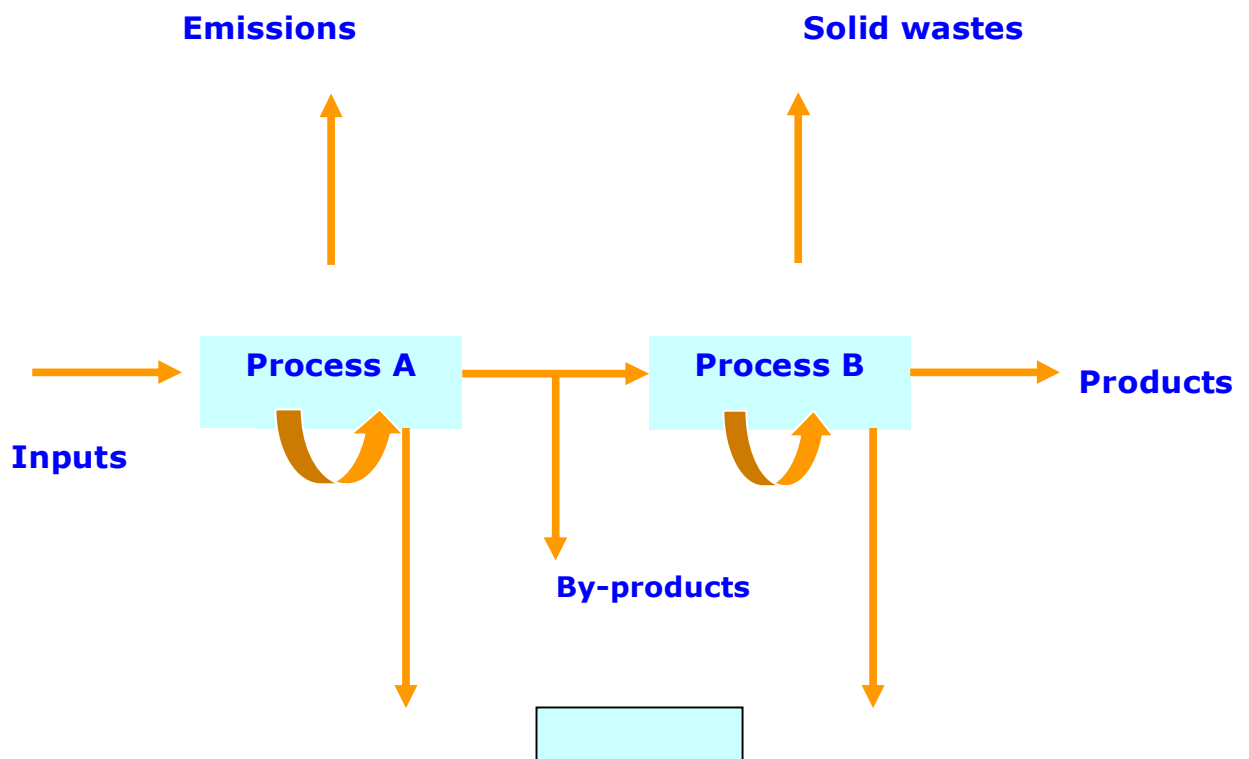 Emissions
Solid wastes
Process A
Process B
Products
Inputs
By-products